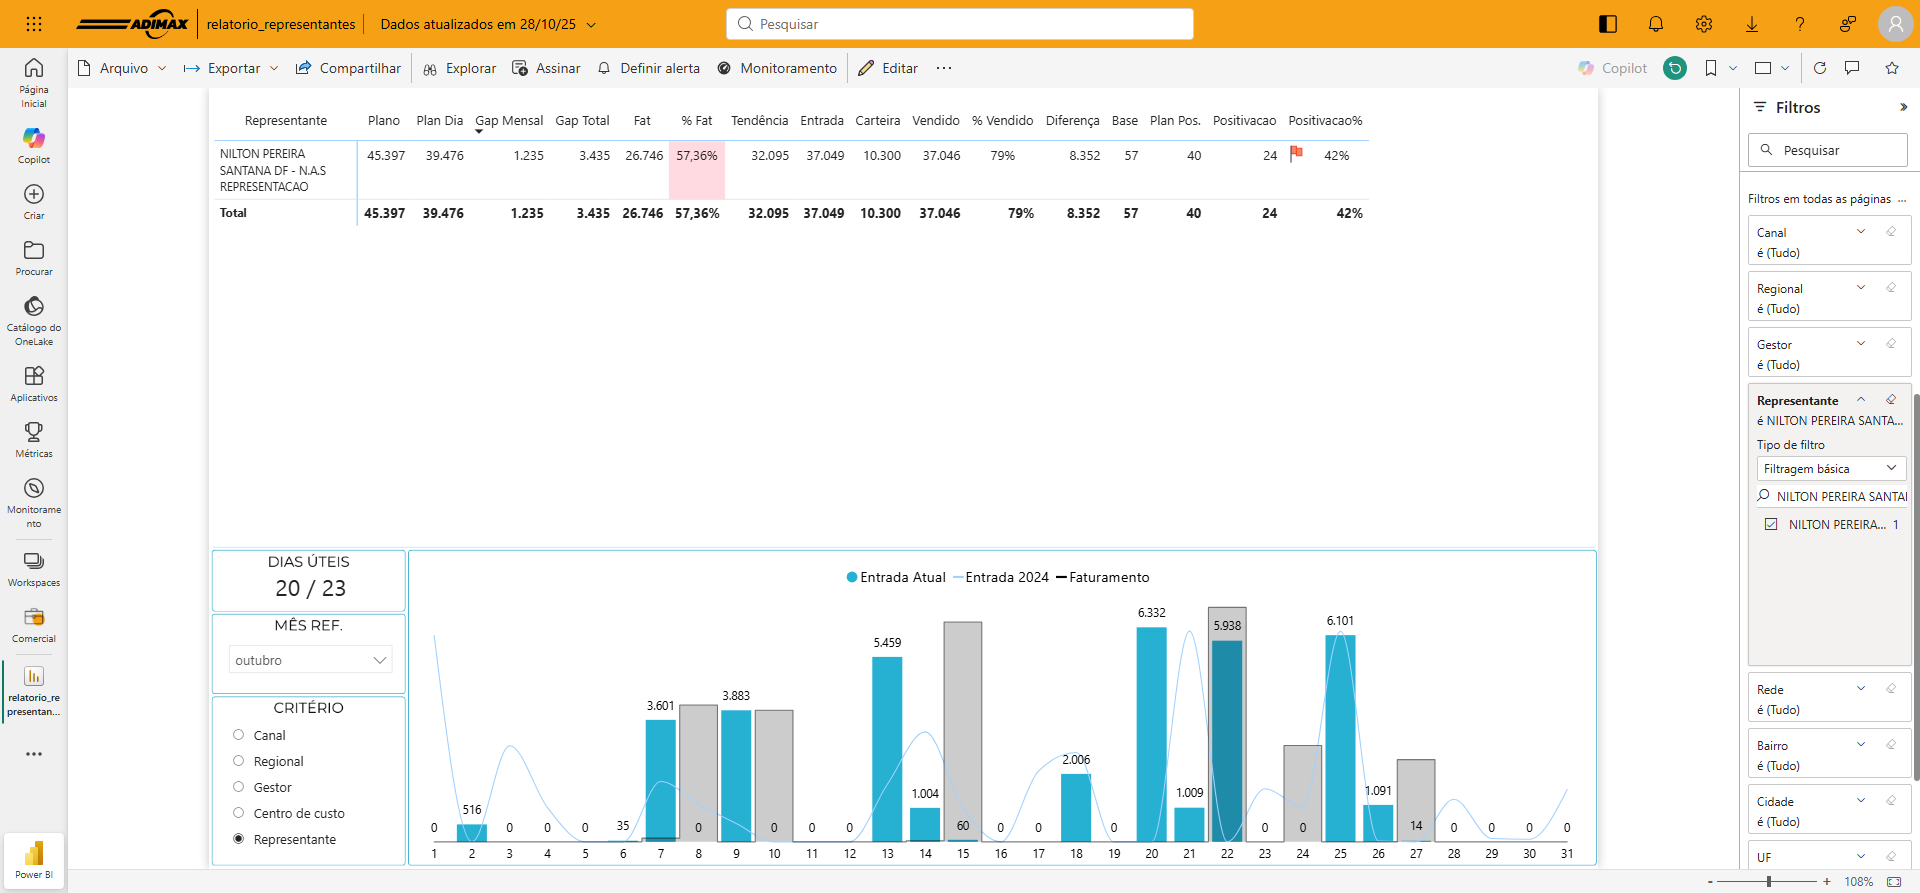 ADIMAX relatorio_representantes Dados atualizados em 28/10/25 Pesquisar
Arquivo Exportar Compartilhar Explorar Assinar Definir alerta Monitoramento Editar ... Copilot
Página
Inicial
Copilot
Criar
Procurar
Catálogo do
OneLake
Aplicativos
Métricas
Monitorame
nto
Workspaces
Comercial
relatorio_re
presentan...
Power BI
Representante Plano Plan Dia Gap Mensal Gap Total Fat % Fat Tendência Entrada Carteira Vendido % Vendido Diferença Base Plan Pos. Positivacao Positivacao%
NILTON PEREIRA
SANTANA DF - N.A.S
REPRESENTACAO
45.397 39.476 1.235 3.435 26.746 57,36% 32.095 37.049 10.300 37.046 79% 8.352 57 40 24 42%
Total 45.397 39.476 1.235 3.435 26.746 57,36% 32.095 37.049 10.300 37.046 79% 8.352 57 40 24 42%
DIAS ÚTEIS
20 / 23
MÊS REF.
outubro
CRITÉRIO
Canal
Regional
Gestor
Centro de custo
Representante
Entrada Atual Entrada 2024 Faturamento
0 516 0 0 0 35 3.601 0 3.883 0 0 0 5.459 1.004 60 0 0 2.006 0 6.332 1.009 5.938 0 0 6.101 1.091 14 0 0 0 0
1 2 3 4 5 6 7 8 9 10 11 12 13 14 15 16 17 18 19 20 21 22 23 24 25 26 27 28 29 30 31
Filtros
Pesquisar
Filtros em todas as páginas ...
Canal
é (Tudo)
Regional
é (Tudo)
Gestor
é (Tudo)
Representante
é NILTON PEREIRA SANTA...
Tipo de filtro
Filtragem básica
NILTON PEREIRA SANTAI
NILTON PEREIRA... 1
Rede
é (Tudo)
Bairro
é (Tudo)
Cidade
é (Tudo)
UF
- + 108%